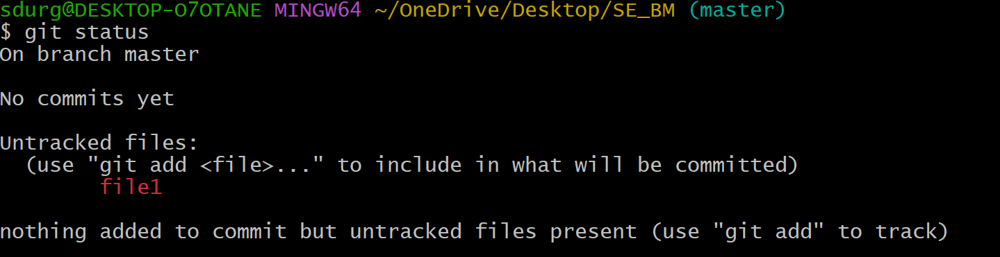 sdurg@DESKTOP-O7OTANE MINGW64 ~/OneDrive/Desktop/SE_BM (master)
$ git status
On branch master
No commits yet
Untracked files:
(use "git add <file>..." to include in what will be committed)
file1
nothing added to commit but untracked files present (use "git add" to track)